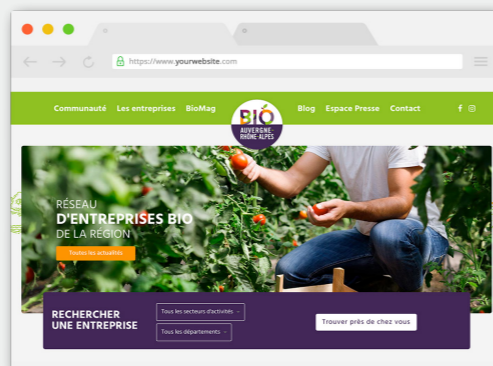 https://www.yourwebsite.com
Communauté Les entreprises BioMag
BIO
AUVERGNE-
RHÔNE-ALPES
Blog Espace Presse Contact
RÉSEAU
D'ENTREPRISES BIO
DE LA RÉGION
Toutes les actualités
RECHERCHER
UNE ENTREPRISE
Tous les secteurs d'activités
Tous les départements
Trouver près de chez vous